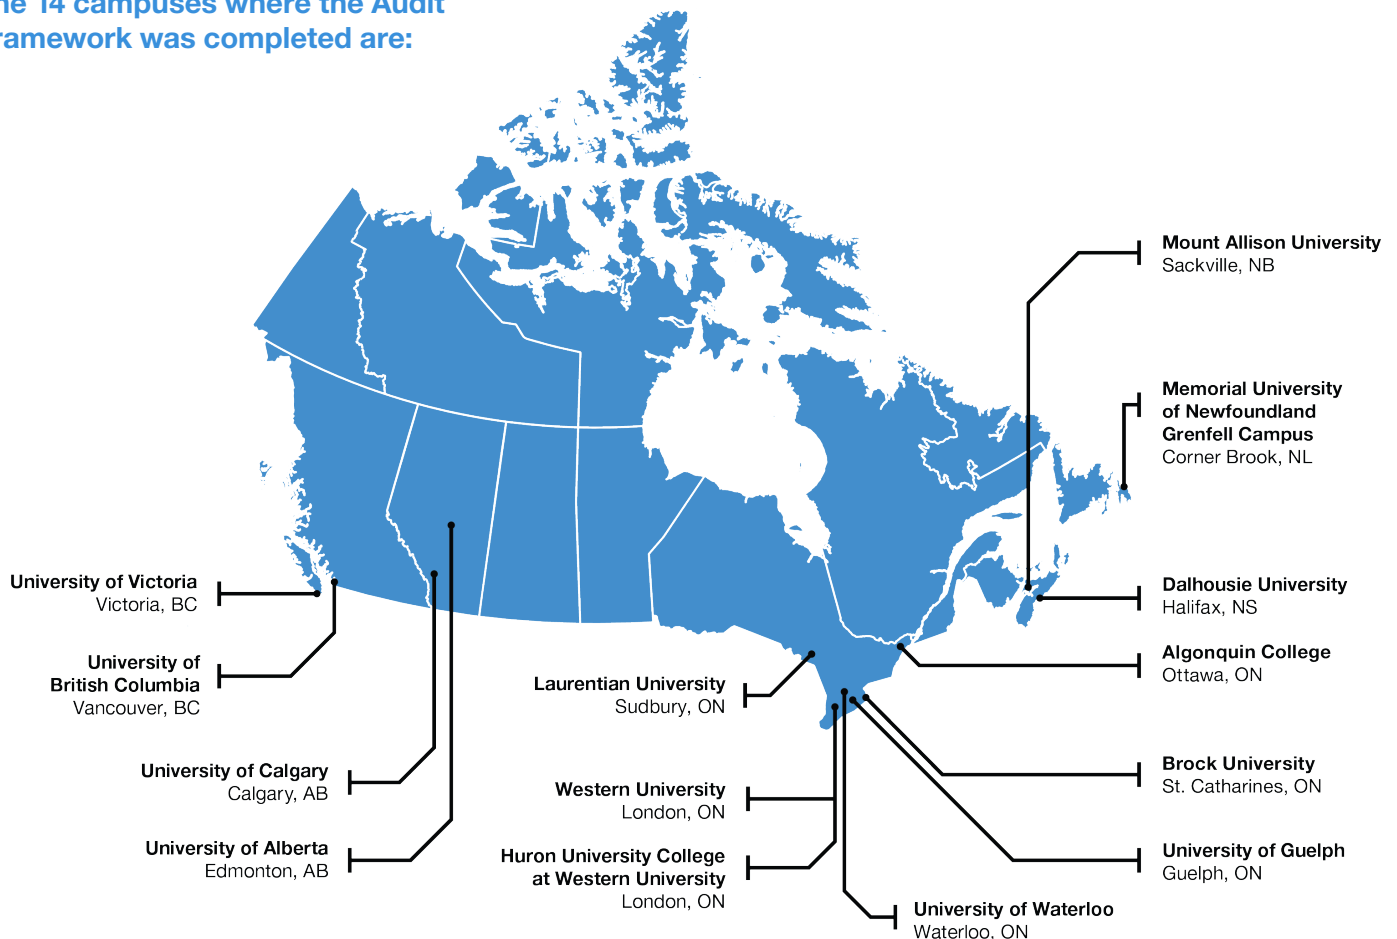 ne 14 campuses where the Audit
ramework was completed are:
Mount Allison University
Sackville, NB
Memorial University
of Newfoundland
Grenfell Campus
Corner Brook, NL
University of Victoria
Victoria, BC
Dalhousie University
Halifax, NS
University of
British Columbia
Vancouver, BC
Algonquin College
Ottawa, ON
Laurentian University
Sudbury, ON
University of Calgary
Calgary, AB
Western University
London, ON
Brock University
St. Catharines, ON
University of Alberta
Edmonton, AB
Huron University College
at Western University
London, ON
University of Guelph
Guelph, ON
University of Waterloo
Waterloo, ON